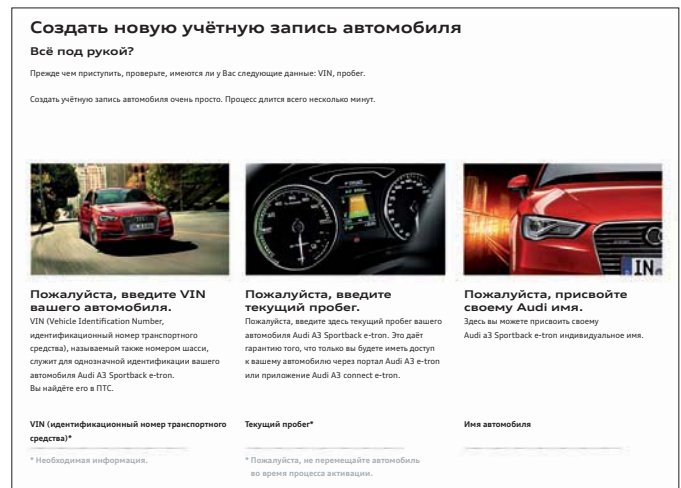 Создать новую учётную запись автомобиля
Всё под рукой?
Прежде чем приступить, проверьте, имеются ли у Вас следующие данные: VIN, пробег.
Создать учётную запись автомобиля очень просто. Процесс длится всего несколько минут.
IN
Пожалуйста, введите VIN
вашего автомобиля.
VIN (Vehicle Identification Number,
идентификационный номер транспортного
средства), называемый также номером шасси,
служит для однозначной идентификации вашего
автомобиля Audi A3 Sportback e-tron.
Вы найдёте его в ПТС.
VIN (идентификационный номер транспортного
средства)*
* Необходимая информация.
Пожалуйста, введите
текущий пробег.
Пожалуйста, введите здесь текущий пробег вашего
автомобиля Audi A3 Sportback e-tron. Это даёт
гарантию того, что только вы будете иметь доступ
к вашему автомобилю через портал Audi A3 e-tron
или приложение Audi A3 connect e-tron.
Текущий пробег*
* Пожалуйста, не перемещайте автомобиль
во время процесса активации.
Пожалуйста, присвойте
своему Audi имя.
Здесь вы можете присвоить своему
Audi a3 Sportback e-tron индивидуальное имя.
Имя автомобиля